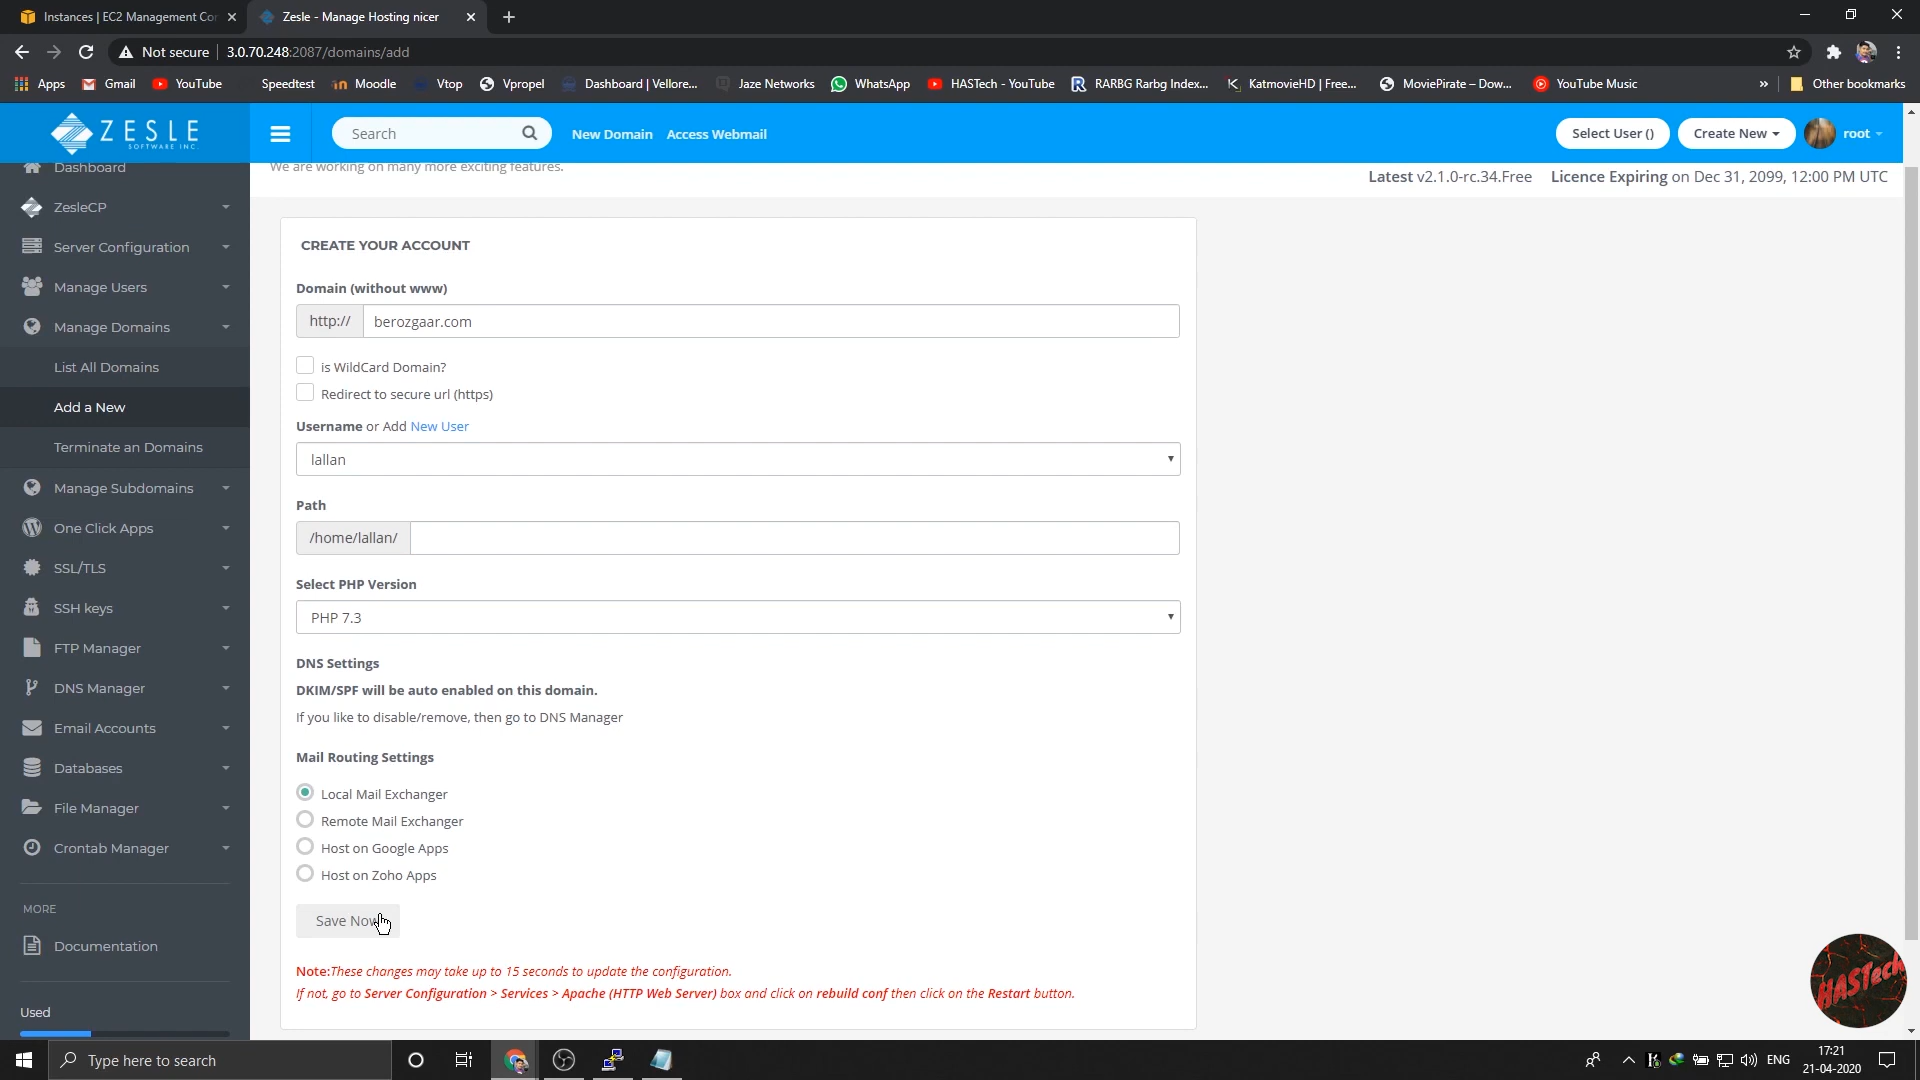 Instances | EC2 Management Cor
Zesle - Manage Hosting nicer
Not secure
3.0.70.248:2087/domains/add
Apps
Gmail
YouTube
Speedtest
Moodle
Vtop
Vpropel
Dashboard | Vellore...
Jaze Networks
WhatsApp
HASTech - YouTube
RARBG Rarbg Index...
KatmovieHD | Free...
MoviePirate – Dow...
YouTube Music
»
Other bookmarks
ZESLE
SOFTWARE INC.
Search
New Domain
Access Webmail
Select User ()
Create New
root
We are working on many more exciting features.
Latest v2.1.0-rc.34.Free
Licence Expiring on Dec 31, 2099, 12:00 PM UTC
Dashboard
ZesleCP
Server Configuration
Manage Users
Manage Domains
List All Domains
Add a New
Terminate an Domains
Manage Subdomains
One Click Apps
SSL/TLS
SSH keys
FTP Manager
DNS Manager
Email Accounts
Databases
File Manager
Crontab Manager
MORE
Documentation
Used
CREATE YOUR ACCOUNT
Domain (without www)
http://
berozgaar.com
is WildCard Domain?
Redirect to secure url (https)
Username or Add New User
lallan
Path
/home/lallan/
Select PHP Version
PHP 7.3
DNS Settings
DKIM/SPF will be auto enabled on this domain.
If you like to disable/remove, then go to DNS Manager
Mail Routing Settings
Local Mail Exchanger
Remote Mail Exchanger
Host on Google Apps
Host on Zoho Apps
Save Now
Note:These changes may take up to 15 seconds to update the configuration.
If not, go to Server Configuration > Services > Apache (HTTP Web Server) box and click on rebuild conf then click on the Restart button.
HASTech
Type here to search
ENG
17:21
21-04-2020